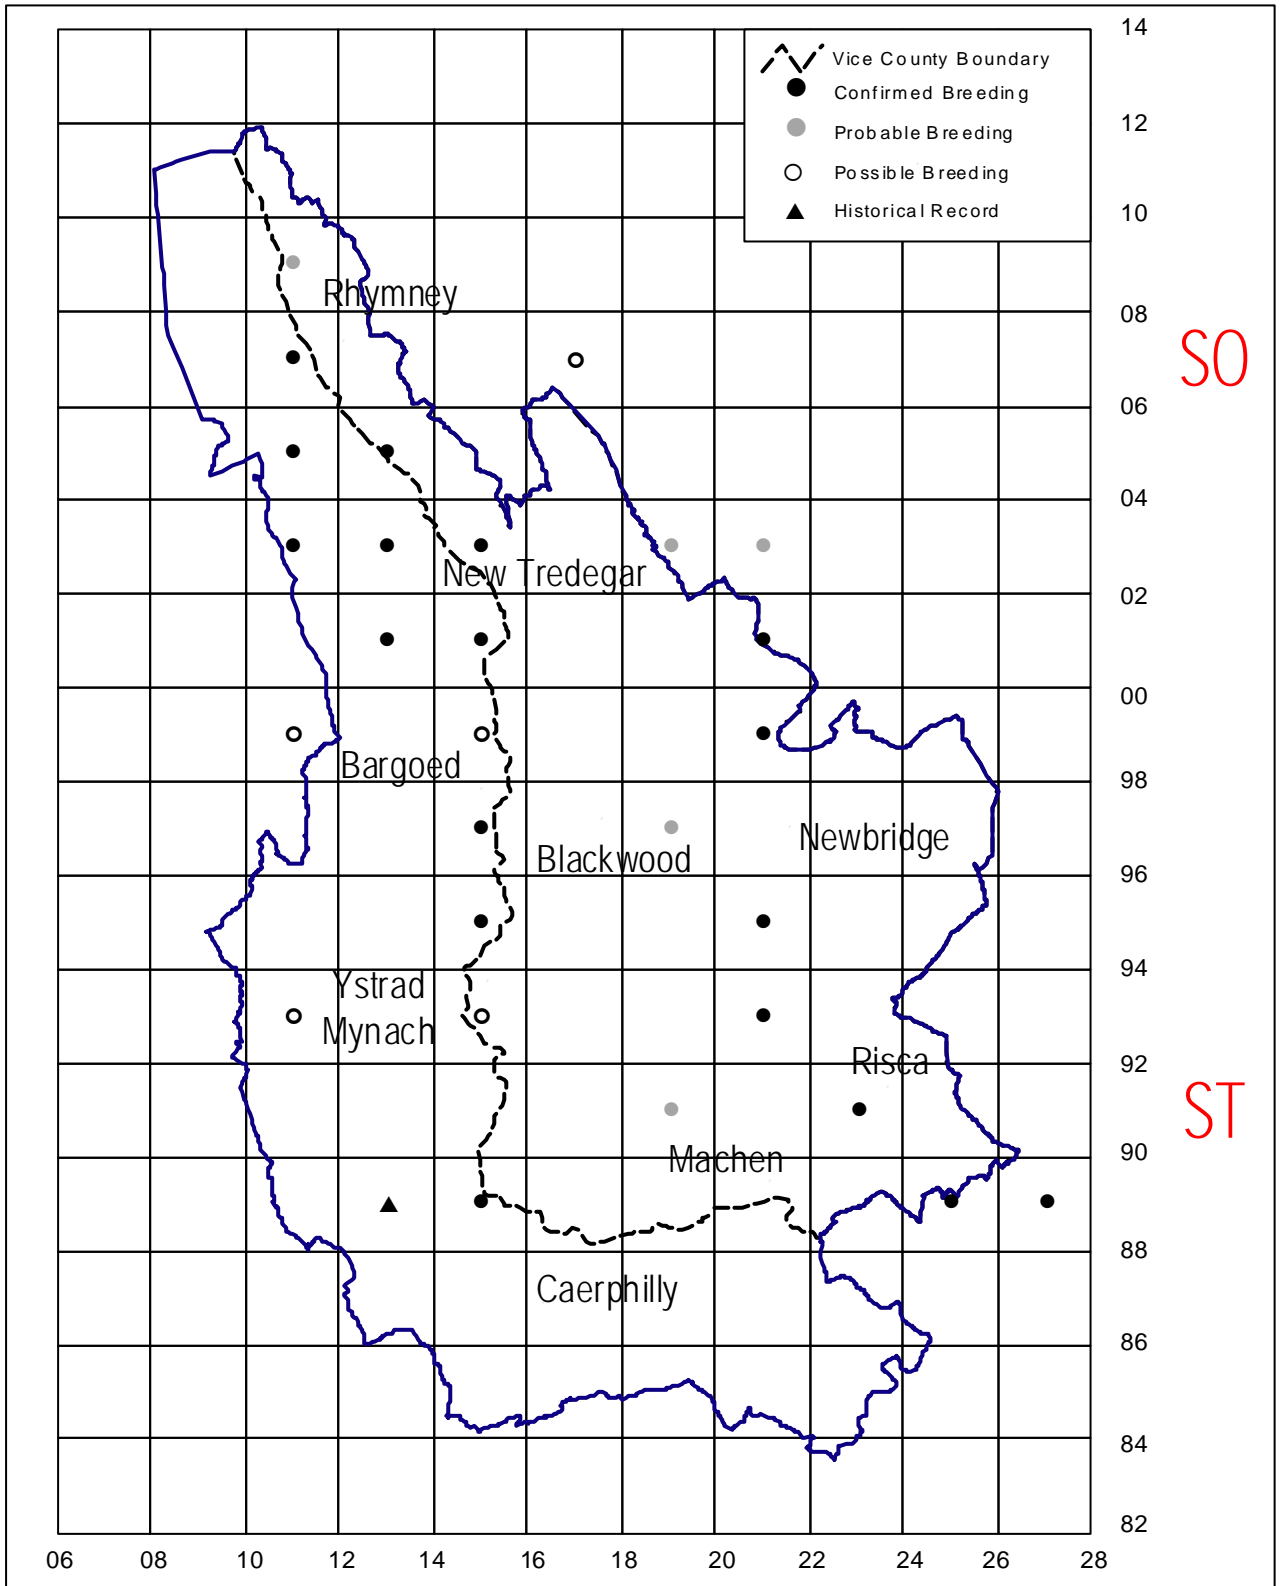 14
Vice County Boundary
Confirmed Breeding
12
Probable Breeding
Possible Breeding
Historical Record
10
Rhymney
08
SO
06
04
New Tredegar
02
00
Bargoed
98
Newbridge
Blackwood
96
94
Ystrad
Mynach
92
Risca
ST
90
Machen
88
Caerphilly
86
84
82
06 08 10 12 14 16 18 20 22 24 26 28